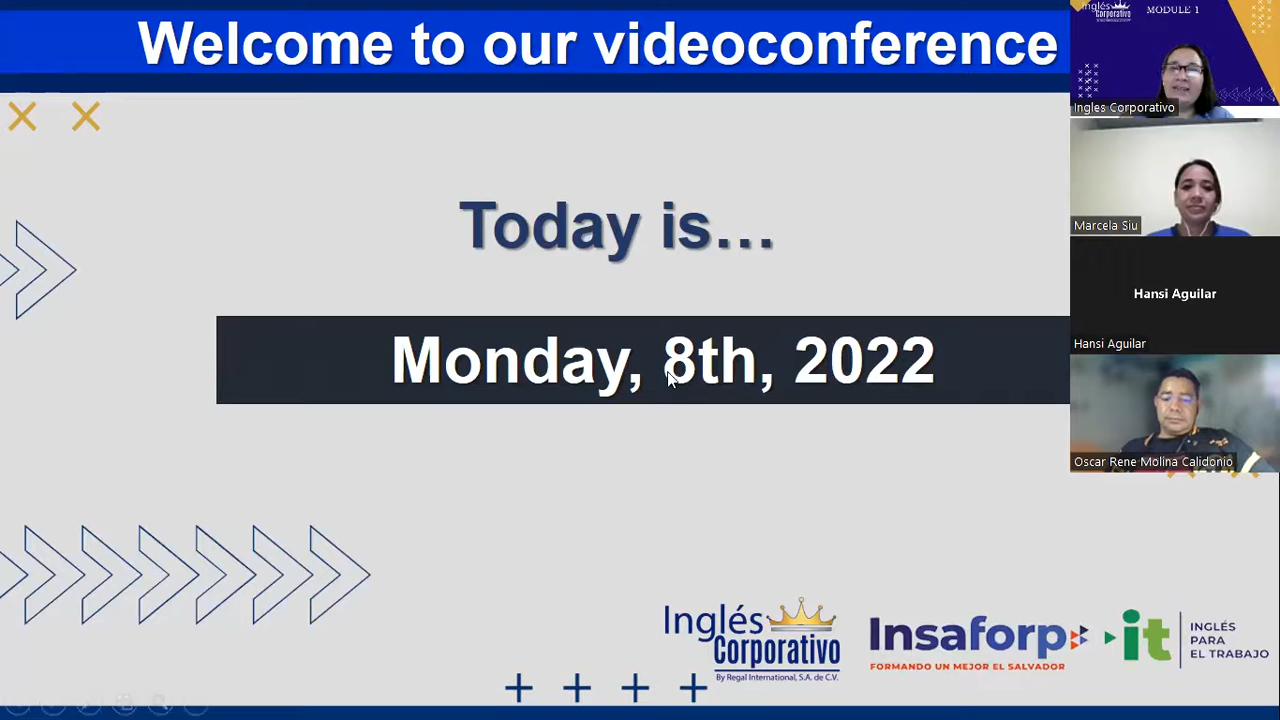 Welcome to our videoconference
Today is...
Monday, 8th, 2022
Inglés
Corporativo
By Regal International, S.A. de C.V.
Insaforp
FORMANDO UN MEJOR EL SALVADOR
it
INGLÉS
PARA
EL TRABAJO
Inglés
Corporativo
MODULE 1
Ingles Corporativo
Marcela Siu
Hansi Aguilar
Hansi Aguilar
Oscar Rene Molina Calidonio